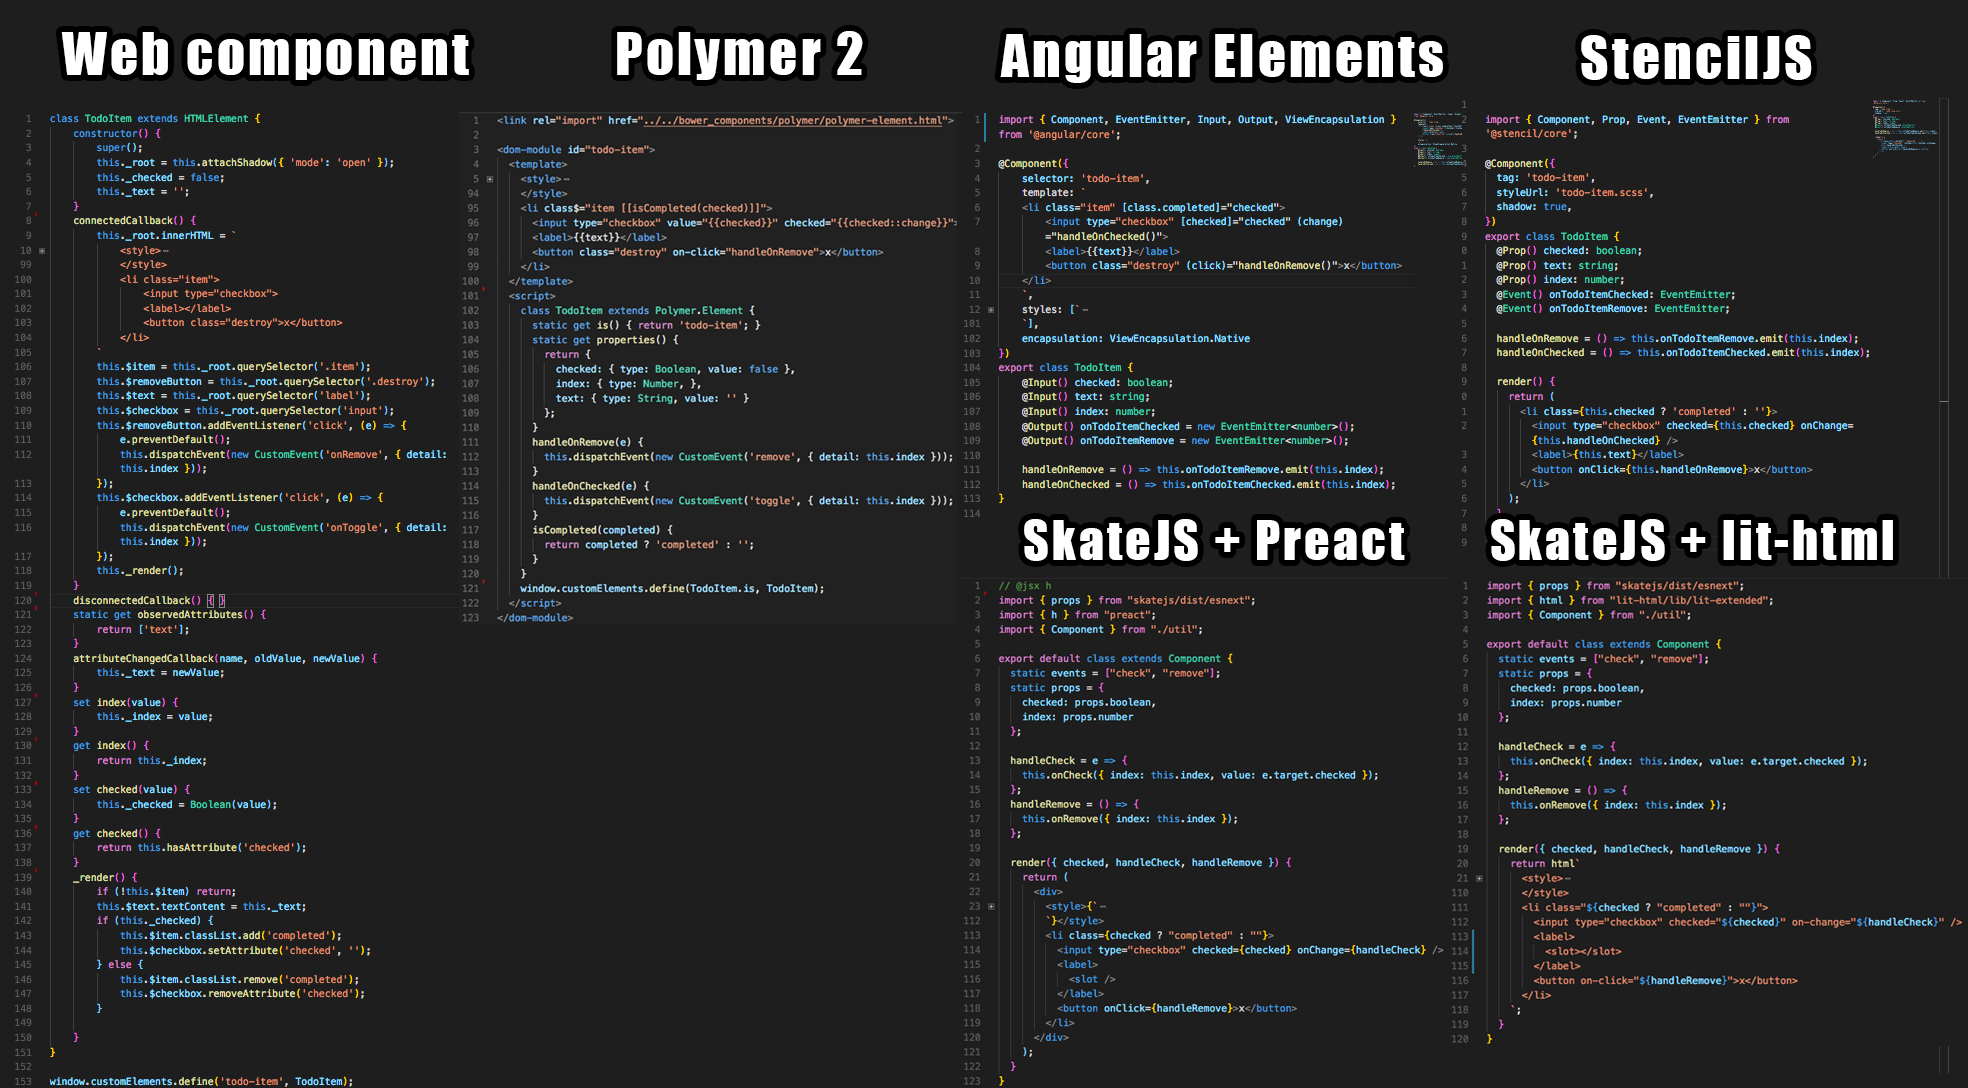 Web component
1 class TodoItem extends HTMLElement {
2 constructor() {
3 super();
4 this._root = this.attachShadow({ 'mode': 'open' });
5 this._checked = false;
6 this._text = '';
7 }
8 connectedCallback() {
9 this._root.innerHTML = `
10 <style>⋯
99 </style>
100 <li class="item">
101 <input type="checkbox">
102 <label></label>
103 <button class="destroy">x</button>
104 </li>
105 `
106 this.$item = this._root.querySelector('.item');
107 this.$removeButton = this._root.querySelector('.destroy');
108 this.$text = this._root.querySelector('label');
109 this.$checkbox = this._root.querySelector('input');
110 this.$removeButton.addEventListener('click', (e) => {
111 e.preventDefault();
112 this.dispatchEvent(new CustomEvent('onRemove', { detail:
this.index }));
113 });
114 this.$checkbox.addEventListener('click', (e) => {
115 e.preventDefault();
116 this.dispatchEvent(new CustomEvent('onToggle', { detail:
this.index }));
117 });
118 this._render();
119 }
120 disconnectedCallback() { }
121 static get observedAttributes() {
122 return ['text'];
123 }
124 attributeChangedCallback(name, oldValue, newValue) {
125 this._text = newValue;
126 }
127 set index(value) {
128 this._index = value;
129 }
130 get index() {
131 return this._index;
132 }
133 set checked(value) {
134 this._checked = Boolean(value);
135 }
136 get checked() {
137 return this.hasAttribute('checked');
138 }
139 _render() {
140 if (!this.$item) return;
141 this.$text.textContent = this._text;
142 if (this._checked) {
143 this.$item.classList.add('completed');
144 this.$checkbox.setAttribute('checked', '');
145 } else {
146 this.$item.classList.remove('completed');
147 this.$checkbox.removeAttribute('checked');
148 }
149
150 }
151 }
152
153 window.customElements.define('todo-item', TodoItem);
Polymer 2
1 <link rel="import" href="../../bower_components/polymer/polymer-element.html">
2
3 <dom-module id="todo-item">
4 <template>
5 <style>⋯
94 </style>
95 <li class$="item [[isCompleted(checked)]]">
96 <input type="checkbox" value="{{checked}}" checked="{{checked::change}}">
97 <label>{{text}}</label>
98 <button class="destroy" on-click="handleOnRemove">x</button>
99 </li>
100 </template>
101 <script>
102 class TodoItem extends Polymer.Element {
103 static get is() { return 'todo-item'; }
104 static get properties() {
105 return {
106 checked: { type: Boolean, value: false },
107 index: { type: Number, },
108 text: { type: String, value: '' }
109 };
110 }
111 handleOnRemove(e) {
112 this.dispatchEvent(new CustomEvent('remove', { detail: this.index }));
113 }
114 handleOnChecked(e) {
115 this.dispatchEvent(new CustomEvent('toggle', { detail: this.index }));
116 }
117 isCompleted(completed) {
118 return completed ? 'completed' : '';
119 }
120 }
121 window.customElements.define(TodoItem.is, TodoItem);
122 </script>
123 </dom-module>
Angular Elements
1 import { Component, EventEmitter, Input, Output, ViewEncapsulation }
from '@angular/core';
2
3 @Component({
4 selector: 'todo-item',
5 template: `
6 <li class="item" [class.completed]="checked">
7 <input type="checkbox" [checked]="checked" (change)
="handleOnChecked()">
8 <label>{{text}}</label>
9 <button class="destroy" (click)="handleOnRemove()">x</button>
10 </li>
11 `,
12 styles: [`⋯
101 `],
102 encapsulation: ViewEncapsulation.Native
103 })
104 export class TodoItem {
105 @Input() checked: boolean;
106 @Input() text: string;
107 @Input() index: number;
108 @Output() onTodoItemChecked = new EventEmitter<number>();
109 @Output() onTodoItemRemove = new EventEmitter<number>();
110
111 handleOnRemove = () => this.onTodoItemRemove.emit(this.index);
112 handleOnChecked = () => this.onTodoItemChecked.emit(this.index);
113 }
114
StencilJS
1
2 import { Component, Prop, Event, EventEmitter } from
'@stencil/core';
3
4 @Component({
5 tag: 'todo-item',
6 styleUrl: 'todo-item.scss',
7 shadow: true,
8 })
9 export class TodoItem {
0 @Prop() checked: boolean;
1 @Prop() text: string;
2 @Prop() index: number;
3 @Event() onTodoItemChecked: EventEmitter;
4 @Event() onTodoItemRemove: EventEmitter;
5
6 handleOnRemove = () => this.onTodoItemRemove.emit(this.index);
7 handleOnChecked = () => this.onTodoItemChecked.emit(this.index);
8
9 render() {
0 return (
1 <li class={this.checked ? 'completed' : ''}>
2 <input type="checkbox" checked={this.checked} onChange=
{this.handleOnChecked} />
3 <label>{this.text}</label>
4 <button onClick={this.handleOnRemove}>x</button>
5 </li>
6 );
7 }
8
9
SkateJS + Preact
1 // @jsx h
2 import { props } from "skatejs/dist/esnext";
3 import { h } from "preact";
4 import { Component } from "./util";
5
6 export default class extends Component {
7 static events = ["check", "remove"];
8 static props = {
9 checked: props.boolean,
10 index: props.number
11 };
12
13 handleCheck = e => {
14 this.onCheck({ index: this.index, value: e.target.checked });
15 };
16 handleRemove = () => {
17 this.onRemove({ index: this.index });
18 };
19
20 render({ checked, handleCheck, handleRemove }) {
21 return (
22 <div>
23 <style>{`⋯
112 `}</style>
113 <li class={checked ? "completed" : ""}>
114 <input type="checkbox" checked={checked} onChange={handleCheck} />
115 <label>
116 <slot />
117 </label>
118 <button onClick={handleRemove}>x</button>
119 </li>
120 </div>
121 );
122 }
123 }
SkateJS + lit-html
1 import { props } from "skatejs/dist/esnext";
2 import { html } from "lit-html/lib/lit-extended";
3 import { Component } from "./util";
4
5 export default class extends Component {
6 static events = ["check", "remove"];
7 static props = {
8 checked: props.boolean,
9 index: props.number
10 };
11
12 handleCheck = e => {
13 this.onCheck({ index: this.index, value: e.target.checked });
14 };
15 handleRemove = () => {
16 this.onRemove({ index: this.index });
17 };
18
19 render({ checked, handleCheck, handleRemove }) {
20 return html`
21 <style>⋯
110 </style>
111 <li class="${checked ? "completed" : ""}">
112 <input type="checkbox" checked="${checked}" on-change="${handleCheck}" />
113 <label>
114 <slot></slot>
115 </label>
116 <button on-click="${handleRemove}">x</button>
117 </li>
118 `;
119 }
120 }